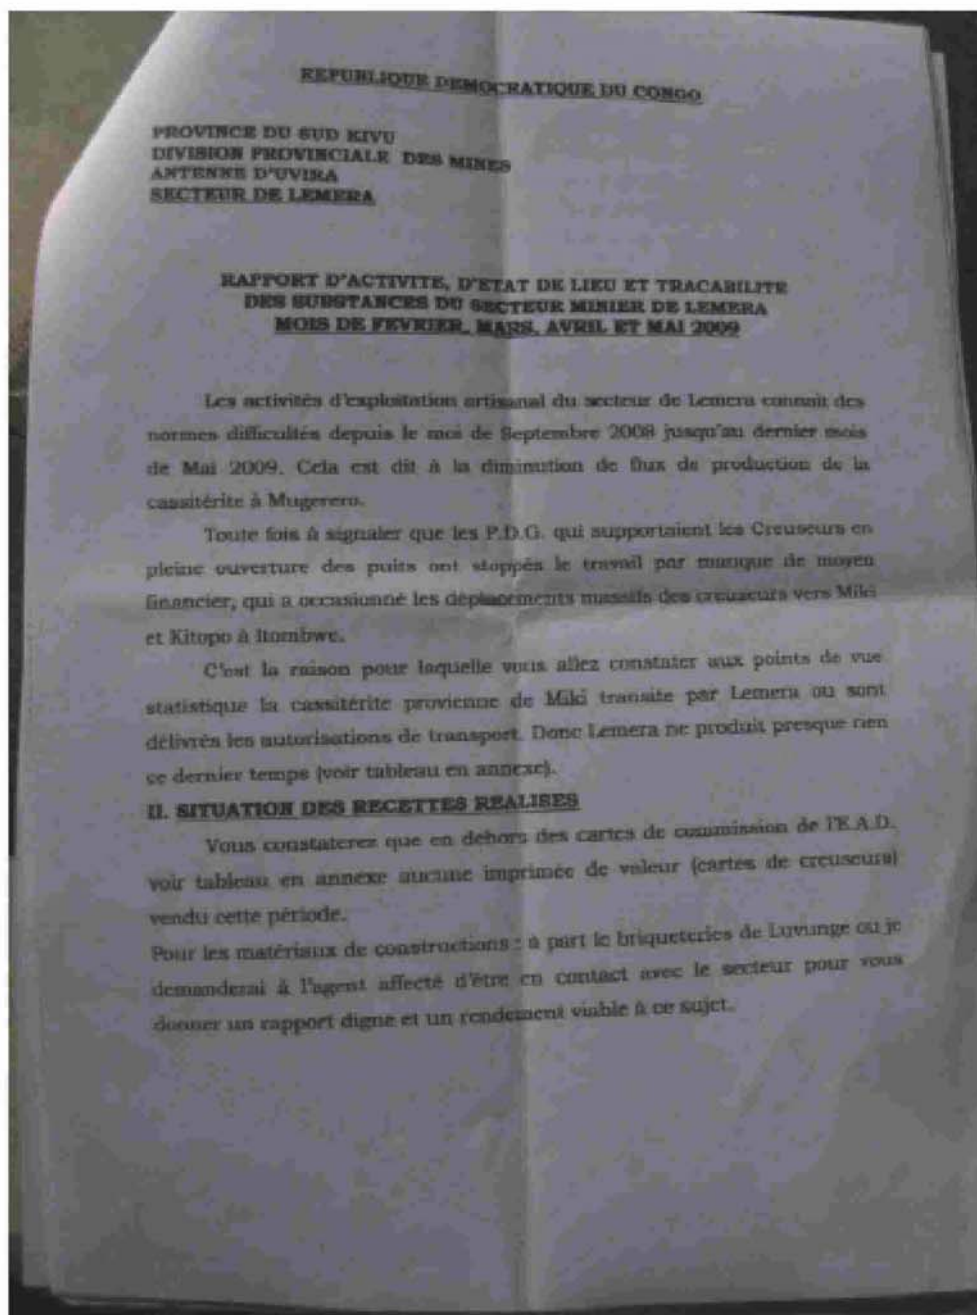 REPUBLIQUE DEMOCRATIQUE DU CONGO
PROVINCE DU SUD KIVU
DIVISION PROVINCIALE DES MINES
ANTENNE D'UVIRA
SECTEUR DE LEMERA
RAPPORT D'ACTIVITE, D'ETAT DE LIEU ET TRACABILITE
DES SUBSTANCES DU SECTEUR MINIER DE LEMERA
MOIS DE FEVRIER, MARS, AVRIL ET MAI 2009
Les activités d'exploitation artisanal du secteur de Lemera connait des
normes difficultés depuis le moi de Septembre 2008 jusqu'au dernier mois
de Mai 2009. Cela est dit à la diminution de flux de production de la
cassitérite à Mugerero.
Toute fois à signaler que les P.D.G. qui supportaient les Creuseurs en
pleine ouverture des puits ont stoppés le travail par manque de moyen
financier, qui a occasionné les déplacements massifs des creuseurs vers Miki
et Kitopo à Itombwe.
C'est la raison pour laquelle vous allez constater aux points de vue
statistique la cassitérite provienne de Miki transite par Lemera ou sont
délivrés les autorisations de transport. Donc Lemera ne produit presque rien
ce dernier temps (voir tableau en annexe).
II. SITUATION DES RECETTES REALISES
Vous constaterez que en dehors des cartes de commission de l'E.A.D.
voir tableau en annexe aucune imprimée de valeur (cartes de creuseurs)
vendu cette période.
Pour les matériaux de constructions : à part le briqueteries de Luvunge ou je
demanderai à l'agent affecté d'être en contact avec le secteur pour vous
donner un rapport digne et un rendement viable à ce sujet.